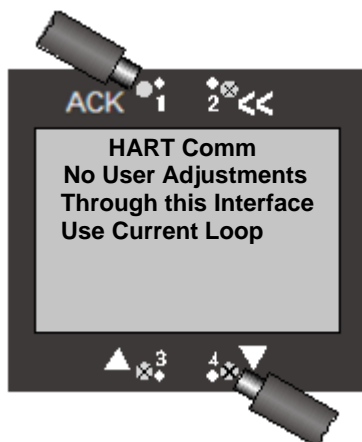 ACK 1 2 <<
HART Comm
No User Adjustments
Through this Interface
Use Current Loop
3 4